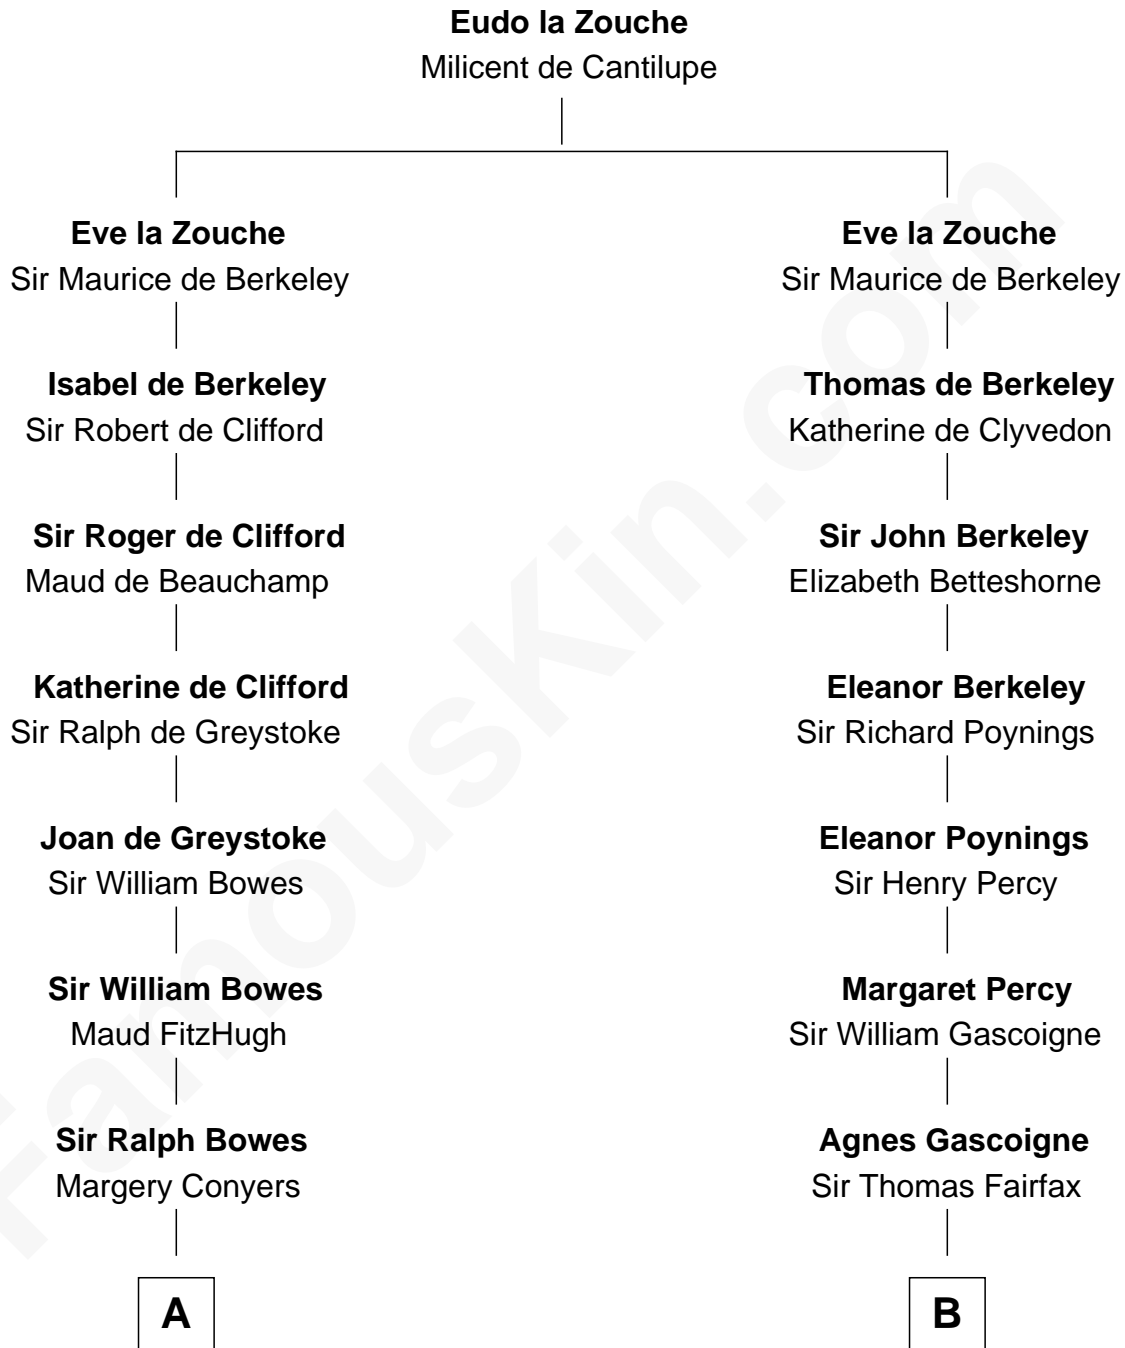 Eudo la Zouche
Milicent de Cantilupe
Eve la Zouche
Sir Maurice de Berkeley
Eve la Zouche
Sir Maurice de Berkeley
Isabel de Berkeley
Sir Robert de Clifford
Thomas de Berkeley
Katherine de Clyvedon
Sir Roger de Clifford
Maud de Beauchamp
Sir John Berkeley
Elizabeth Betteshorne
Katherine de Clifford
Sir Ralph de Greystoke
Eleanor Berkeley
Sir Richard Poynings
Joan de Greystoke
Sir William Bowes
Eleanor Poynings
Sir Henry Percy
Sir William Bowes
Maud FitzHugh
Margaret Percy
Sir William Gascoigne
Sir Ralph Bowes
Margery Conyers
Agnes Gascoigne
Sir Thomas Fairfax
A
B
FamousKin.com